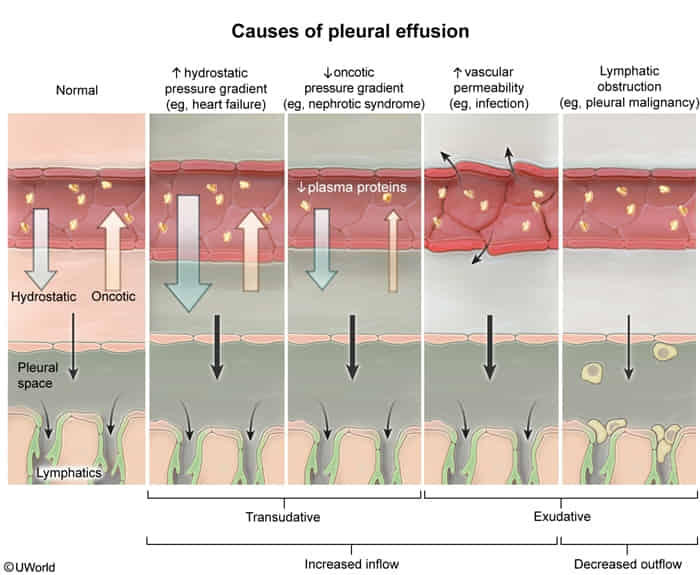 Causes of pleural effusion
Normal
↑hydrostatic
pressure gradient
(eg, heart failure)
↓oncotic
pressure gradient
(eg, nephrotic syndrome)
↑vascular
permeability
(eg, infection)
Lymphatic
obstruction
(eg, pleural malignancy)
↓plasma proteins
Hydrostatic
Oncotic
Pleural
space
Lymphatics
Transudative
Exudative
Increased inflow
Decreased outflow
©UWorld